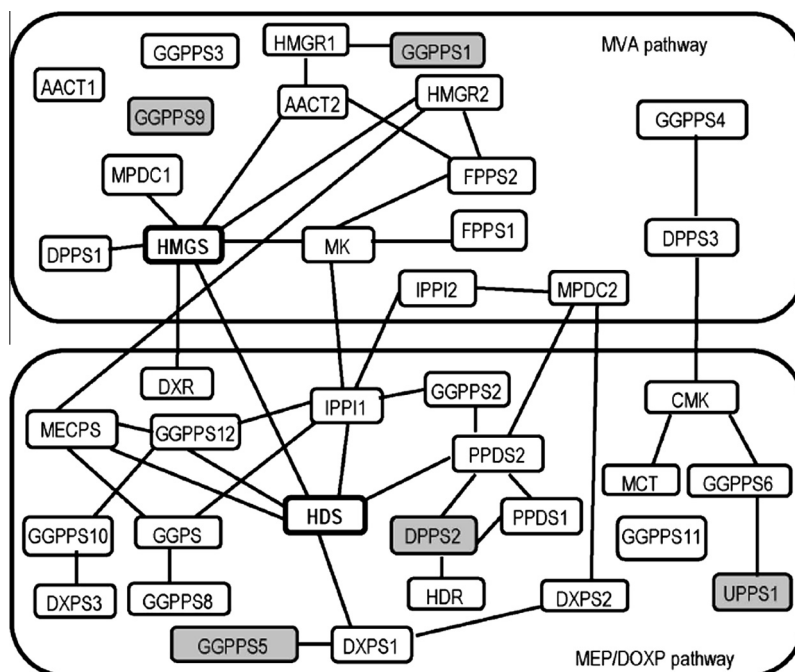 HMGR1
GGPPS1
MVA pathway
GGPPS3
AACT1
AACT2
HMGR2
GGPPS9
GGPPS4
MPDC1
FPPS2
HMGS
MK
FPPS1
DPPS1
DPPS3
IPPI2
MPDC2
DXR
IPPI1
GGPPS2
CMK
MECPS
GGPPS12
PPDS2
MCT
GGPPS6
HDS
PPDS1
GGPPS10
GGPS
DPPS2
GGPPS11
DXPS3
GGPPS8
HDR
DXPS2
UPPS1
GGPPS5
DXPS1
MEP/DOXP pathway